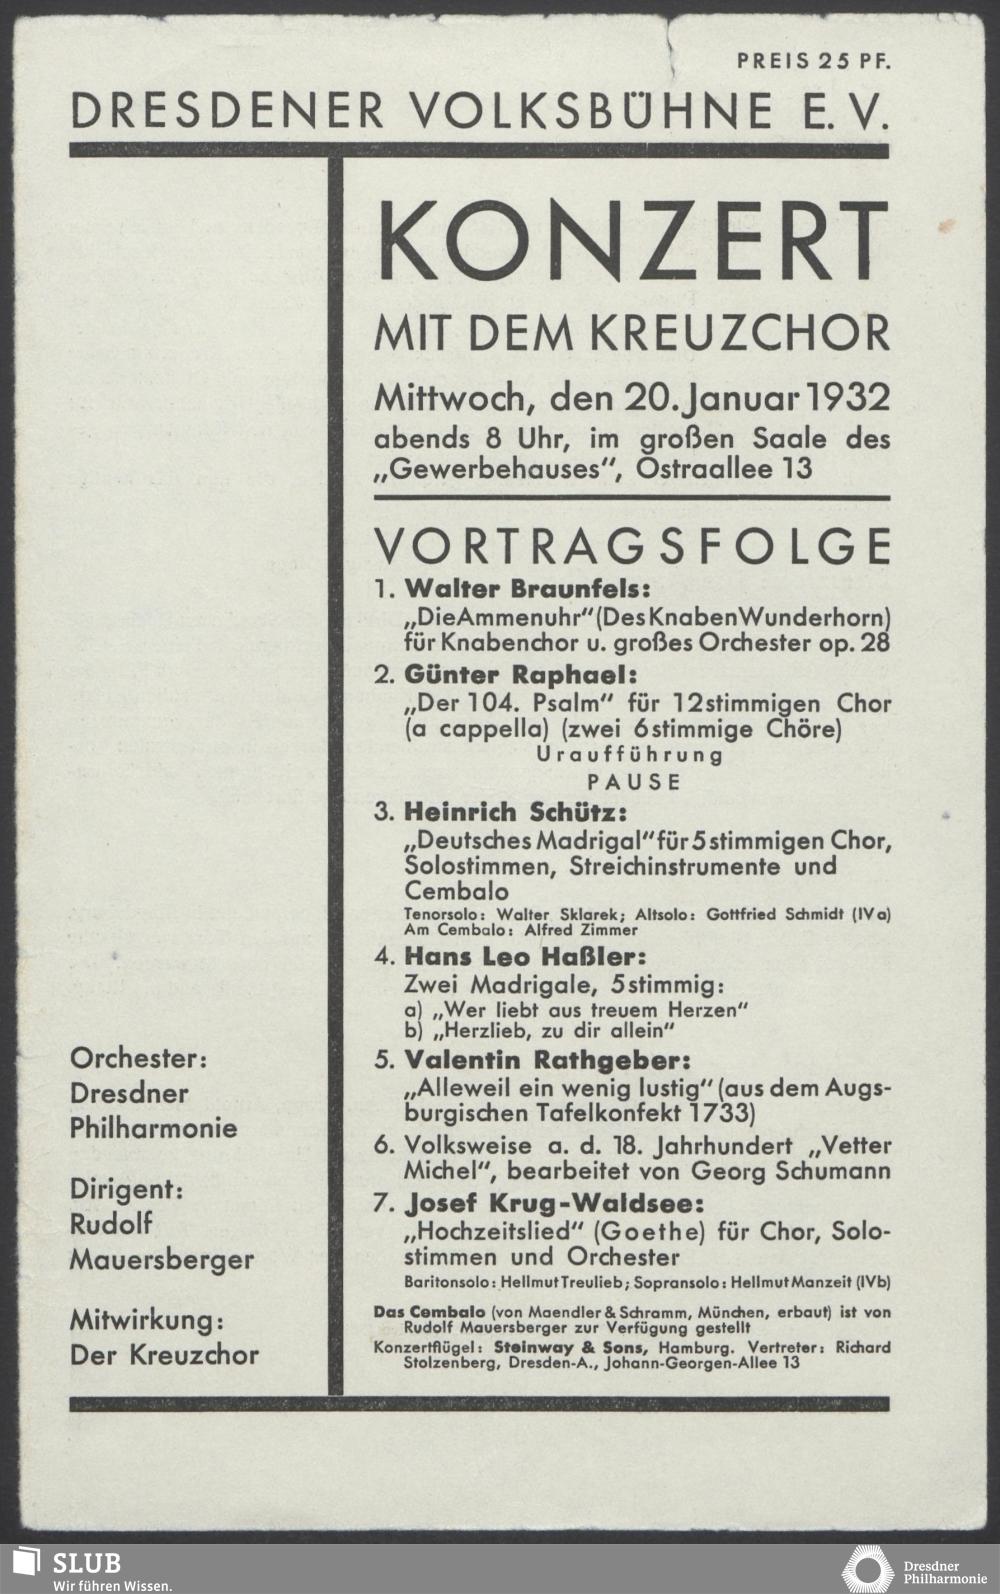 PREIS 25 PF.
DRESDENER VOLKSBÜHNE E. V.
KONZERT
MIT DEM KREUZCHOR
Mittwoch, den 20. Januar 1932
abends 8 Uhr, im großen Saale des
„Gewerbehauses“, Ostraallee 13
VORTRAGSFOLGE
1. Walter Braunfels:
„Die Ammenuhr“ (Des Knaben Wunderhorn)
für Knabenchor u. großes Orchester op. 28
2. Günter Raphael:
„Der 104. Psalm“ für 12stimmigen Chor
(a cappella) (zwei 6stimmige Chöre)
Uraufführung
PAUSE
3. Heinrich Schütz:
„Deutsches Madrigal“ für 5stimmigen Chor,
Solostimmen, Streichinstrumente und
Cembalo
Tenorsolo: Walter Sklarek; Altsolo: Gottfried Schmidt (IVa)
Am Cembalo: Alfred Zimmer
4. Hans Leo Haßler:
Zwei Madrigale, 5stimmig:
a) „Wer liebt aus treuem Herzen“
b) „Herzlieb, zu dir allein“
5. Valentin Rathgeber:
„Alleweil ein wenig lustig“ (aus dem Augs-
burgischen Tafelkonfekt 1733)
6. Volksweise a. d. 18. Jahrhundert „Vetter
Michel“, bearbeitet von Georg Schumann
7. Josef Krug-Waldsee:
„Hochzeitslied“ (Goethe) für Chor, Solo-
stimmen und Orchester
Baritonsolo: Hellmut Treulieb; Sopransolo: Hellmut Manzeit (IVb)
Das Cembalo (von Maendler & Schramm, München, erbaut) ist von
Rudolf Mauersberger zur Verfügung gestellt
Konzertflügel: Steinway & Sons, Hamburg. Vertreter: Richard
Stolzenberg, Dresden-A., Johann-Georgen-Allee 13
Orchester:
Dresdner
Philharmonie
Dirigent:
Rudolf
Mauersberger
Mitwirkung:
Der Kreuzchor
SLUB
Wir führen Wissen.
Dresdner
Philharmonie